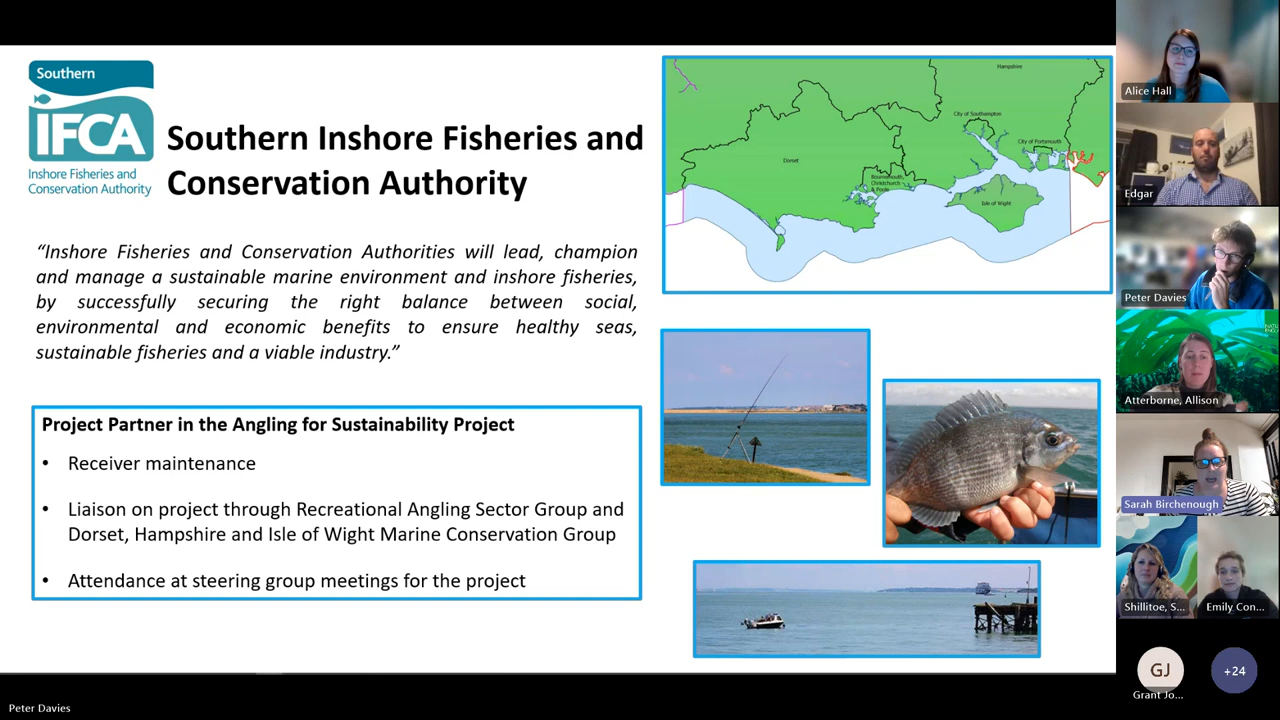 Southern
IFCA
Inshore Fisheries and
Conservation Authority
Southern Inshore Fisheries and
Conservation Authority
“Inshore Fisheries and Conservation Authorities will lead, champion
and manage a sustainable marine environment and inshore fisheries,
by successfully securing the right balance between social,
environmental and economic benefits to ensure healthy seas,
sustainable fisheries and a viable industry.”
Project Partner in the Angling for Sustainability Project
• Receiver maintenance
• Liaison on project through Recreational Angling Sector Group and
Dorset, Hampshire and Isle of Wight Marine Conservation Group
• Attendance at steering group meetings for the project
Hampshire
City of Southampton
City of Portsmouth
Dorset
Bournemouth,
Christchurch
& Poole
Isle of Wight
Alice Hall
Edgar
Peter Davies
Atterborne, Allison
Sarah Birchenough
Shillitoe, S...
Emily Con...
GJ
Grant Jo...
+24
Peter Davies